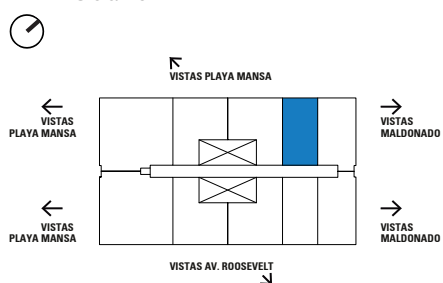 VISTAS PLAYA MANSA
VISTAS
PLAYA MANSA
VISTAS
MALDONADO
VISTAS
PLAYA MANSA
VISTAS
MALDONADO
VISTAS AV. ROOSEVELT